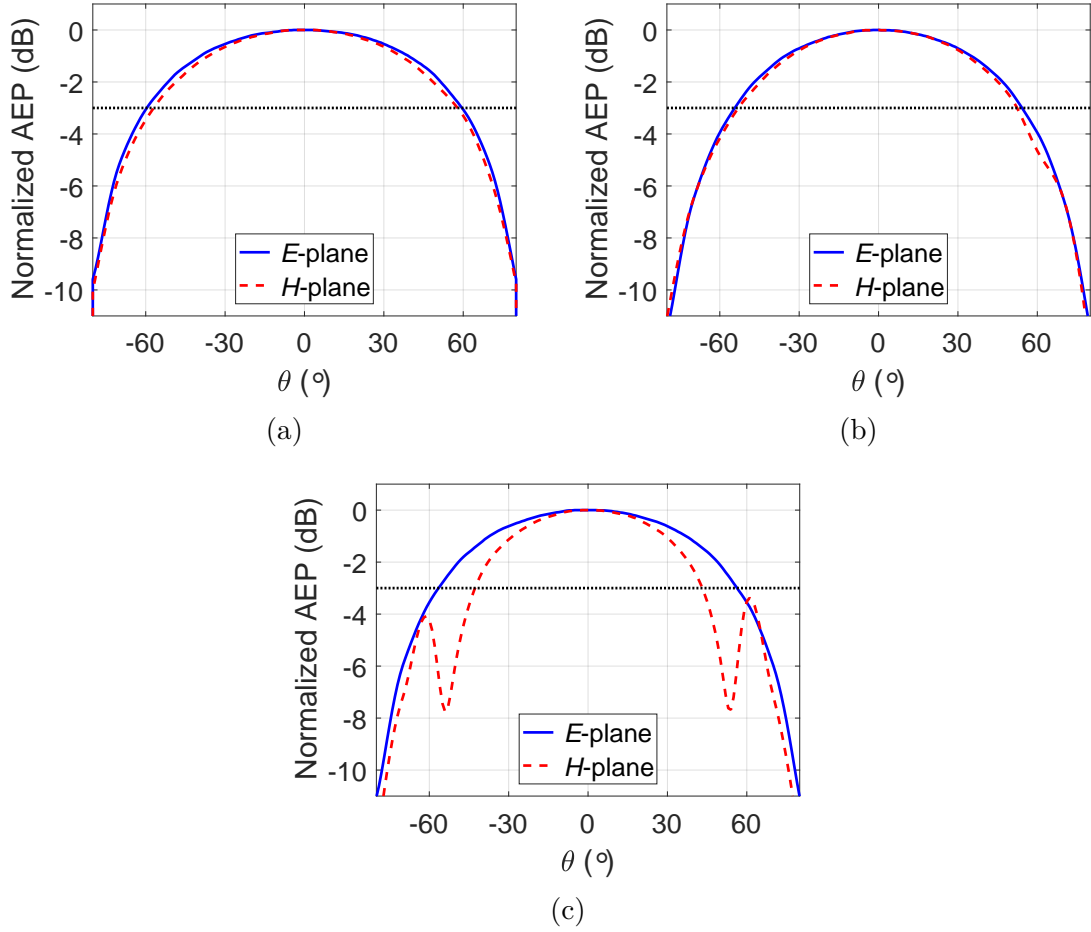 Normalized AEP (dB)
0
-2
-4
-6
-8
-10
E-plane
H-plane
-60 -30 0 30 60
θ (°)
(a)
Normalized AEP (dB)
0
-2
-4
-6
-8
-10
E-plane
H-plane
-60 -30 0 30 60
θ (°)
(b)
Normalized AEP (dB)
0
-2
-4
-6
-8
-10
E-plane
H-plane
-60 -30 0 30 60
θ (°)
(c)